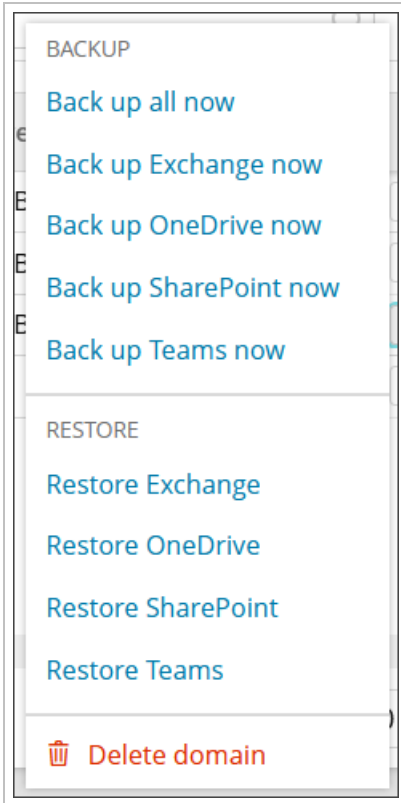 BACKUP
Back up all now
Back up Exchange now
Back up OneDrive now
Back up SharePoint now
Back up Teams now
RESTORE
Restore Exchange
Restore OneDrive
Restore SharePoint
Restore Teams
Delete domain